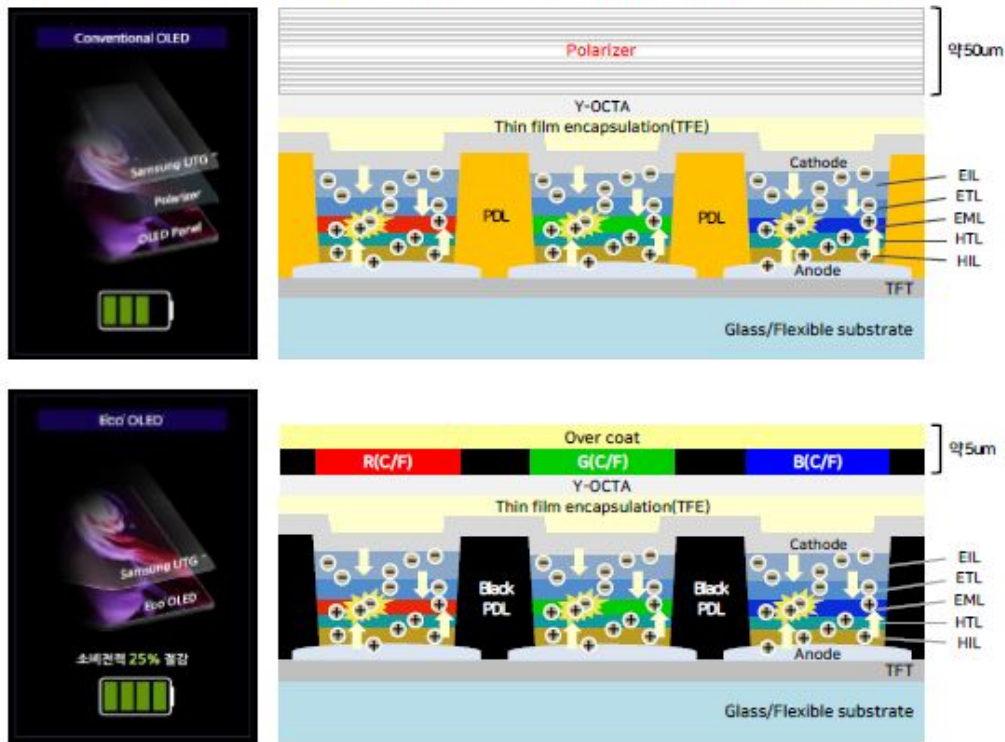 Conventional OLED
Samsung UTG
Polarizer
OLED Panel
Polarizer
약50um
Y-OCTA
Thin film encapsulation(TFE)
Cathode
PDL
PDL
EIL
ETL
EML
HTL
HIL
Anode
TFT
Glass/Flexible substrate
Eco OLED
Samsung UTG
Eco OLED
소비전력 25% 절감
Over coat
R(C/F)
G(C/F)
B(C/F)
약5um
Y-OCTA
Thin film encapsulation(TFE)
Cathode
Black
PDL
Black
PDL
EIL
ETL
EML
HTL
HIL
Anode
TFT
Glass/Flexible substrate